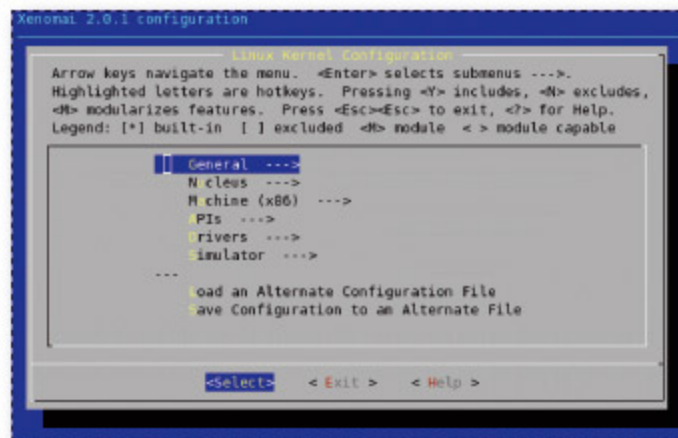 Xenomai 2.0.1 configuration
Linux Kernel Configuration
Arrow keys navigate the menu.  <Enter> selects submenus --->.
Highlighted letters are hotkeys.  Pressing <Y> includes, <N> excludes,
<M> modularizes features.  Press <Esc><Esc> to exit, <?> for Help.
Legend: [*] built-in  [ ] excluded  <M> module  < > module capable
General  --->
Nucleus  --->
Machine (x86)  --->
APIs  --->
Drivers  --->
Simulator  --->
---
Load an Alternate Configuration File
Save Configuration to an Alternate File
<Select>    < Exit >    < Help >